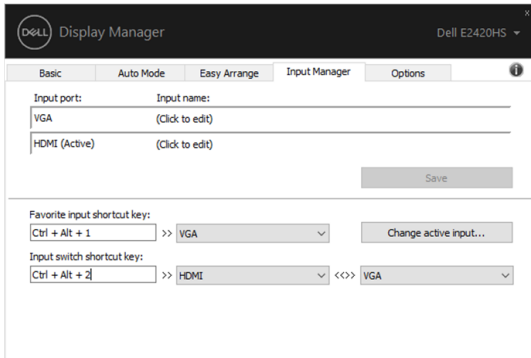 DELL Display Manager Dell E2420HS
Basic Auto Mode Easy Arrange Input Manager Options
Input port: Input name:
VGA (Click to edit)
HDMI (Active) (Click to edit)
Save
Favorite input shortcut key:
Ctrl + Alt + 1 >> VGA Change active input...
Input switch shortcut key:
Ctrl + Alt + 2 >> HDMI <<>> VGA